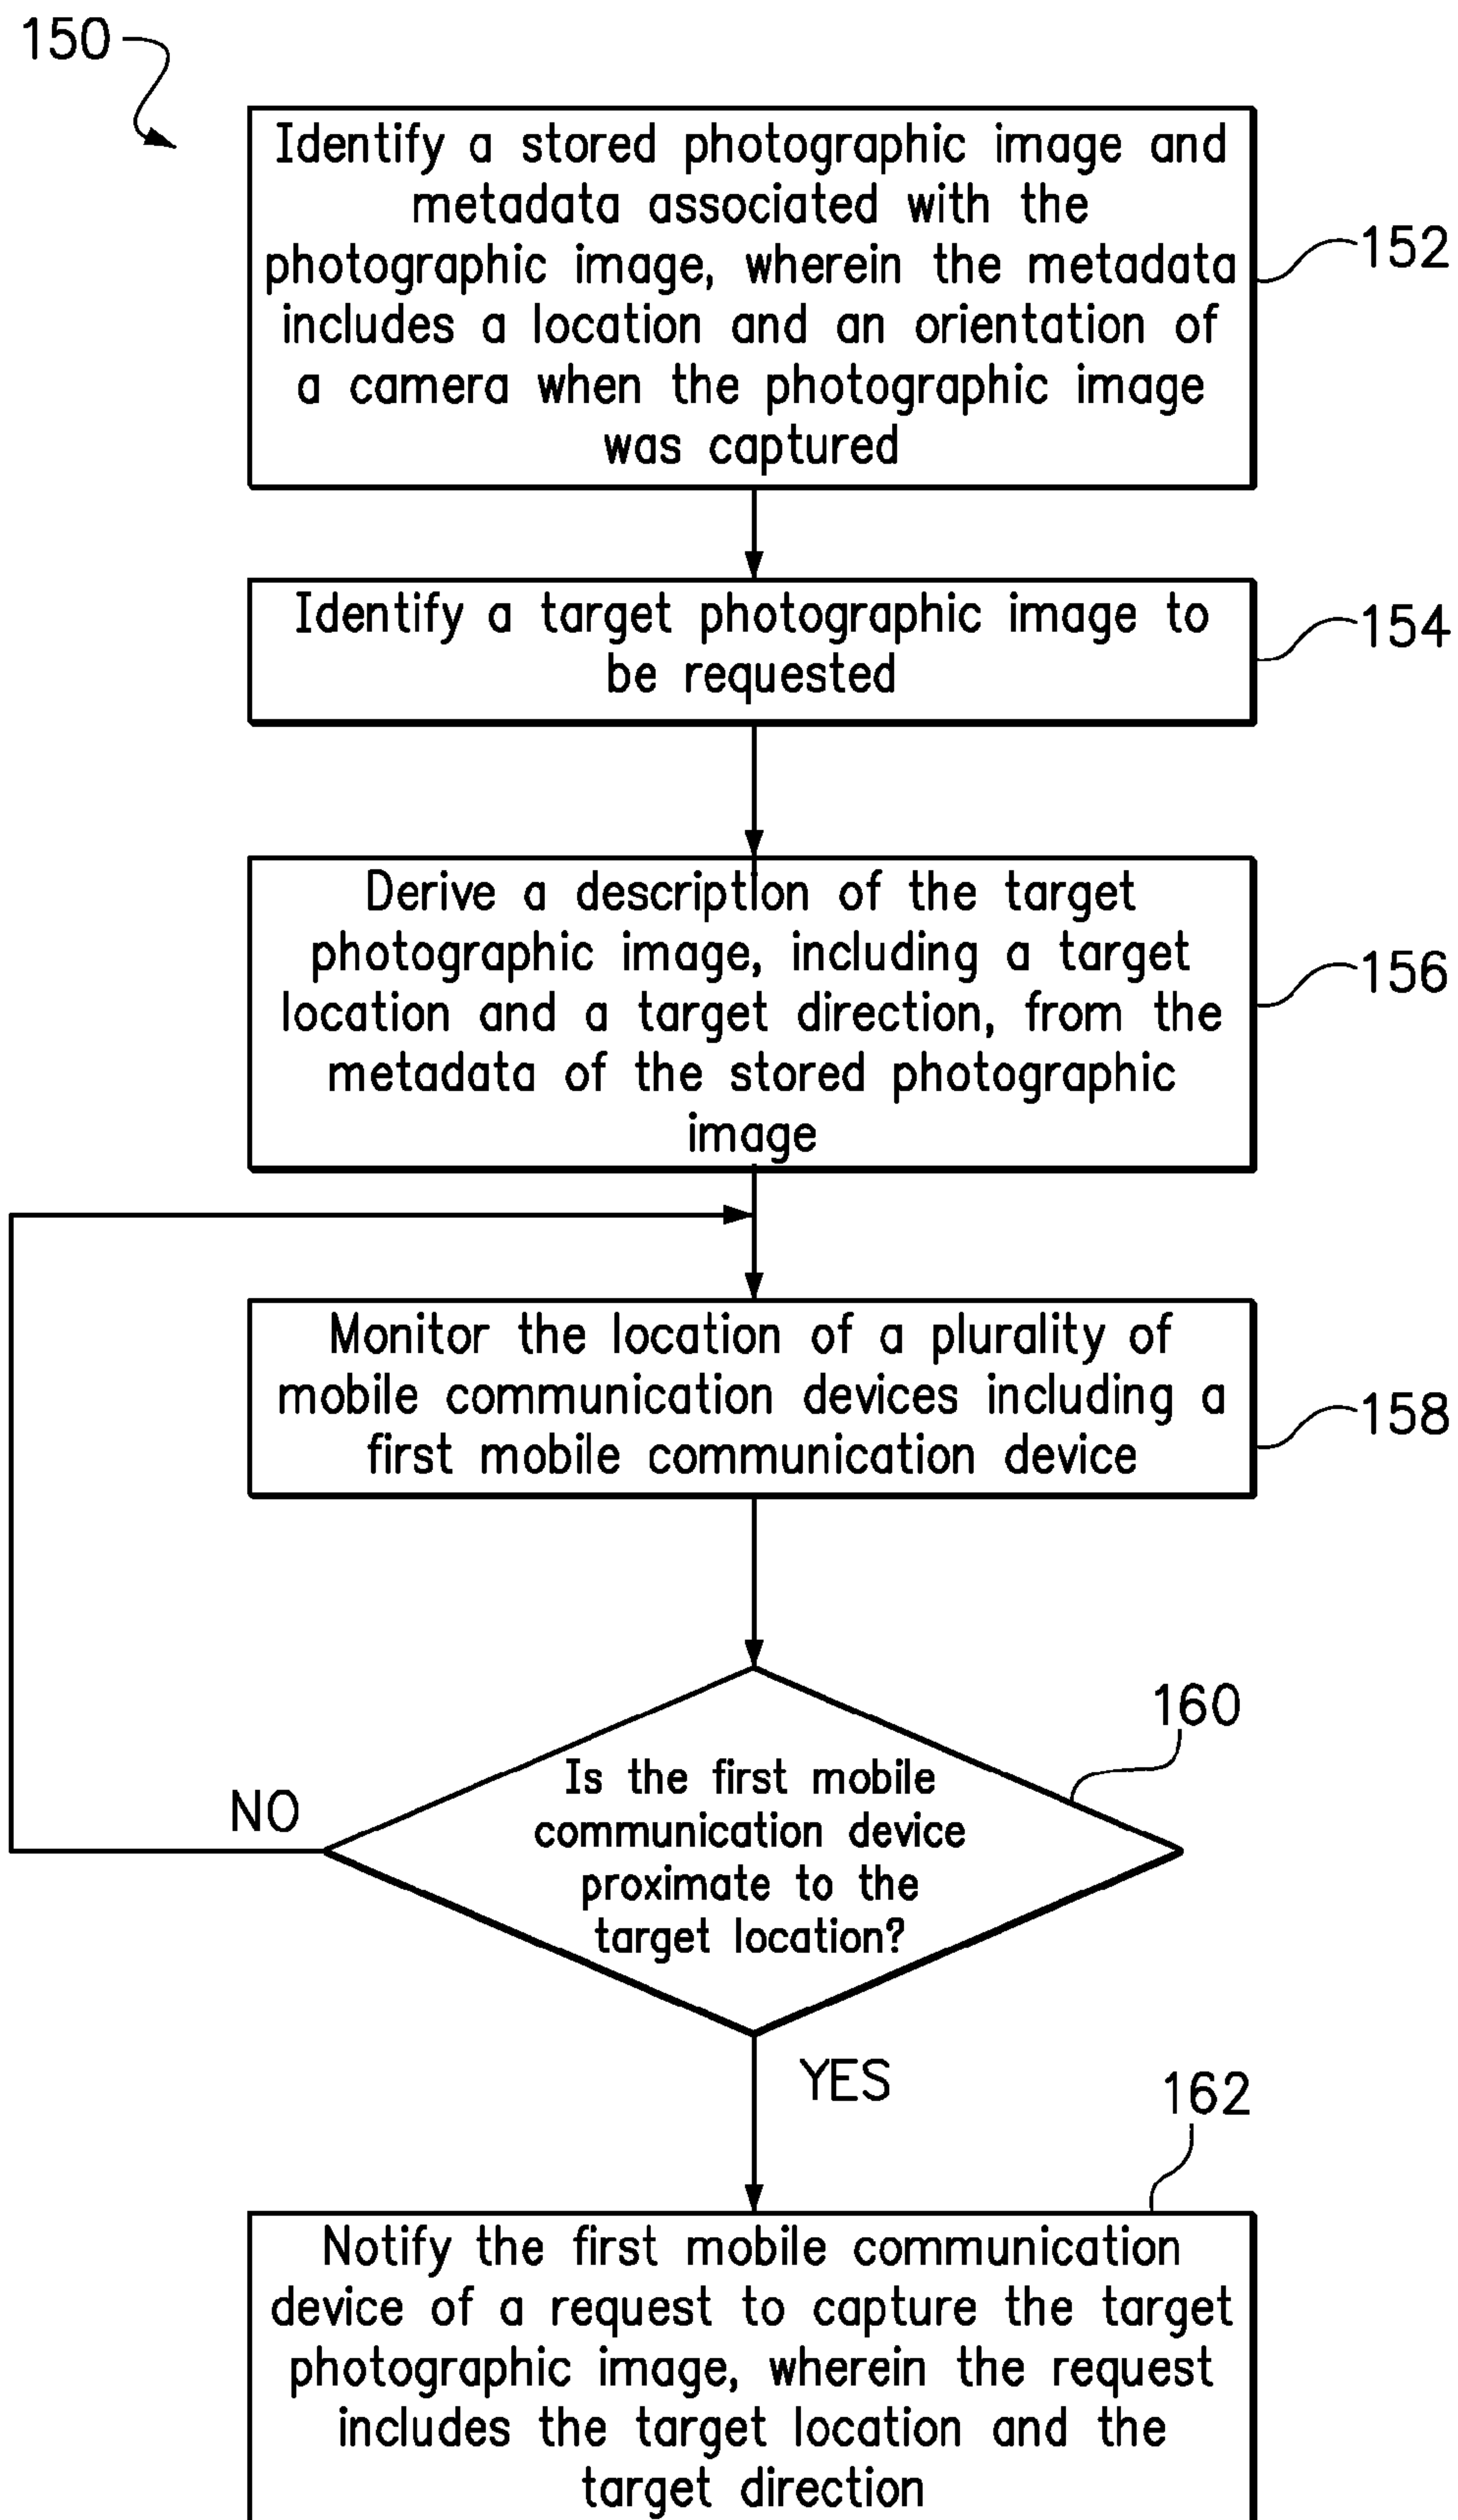 150
Identify a stored photographic image and
metadata associated with the
photographic image, wherein the metadata
includes a location and an orientation of
a camera when the photographic image
was captured
152
Identify a target photographic image to
be requested
154
Derive a description of the target
photographic image, including a target
location and a target direction, from the
metadata of the stored photographic
image
156
Monitor the location of a plurality of
mobile communication devices including a
first mobile communication device
158
160
Is the first mobile
communication device
proximate to the
target location?
NO
YES
162
Notify the first mobile communication
device of a request to capture the target
photographic image, wherein the request
includes the target location and the
target direction